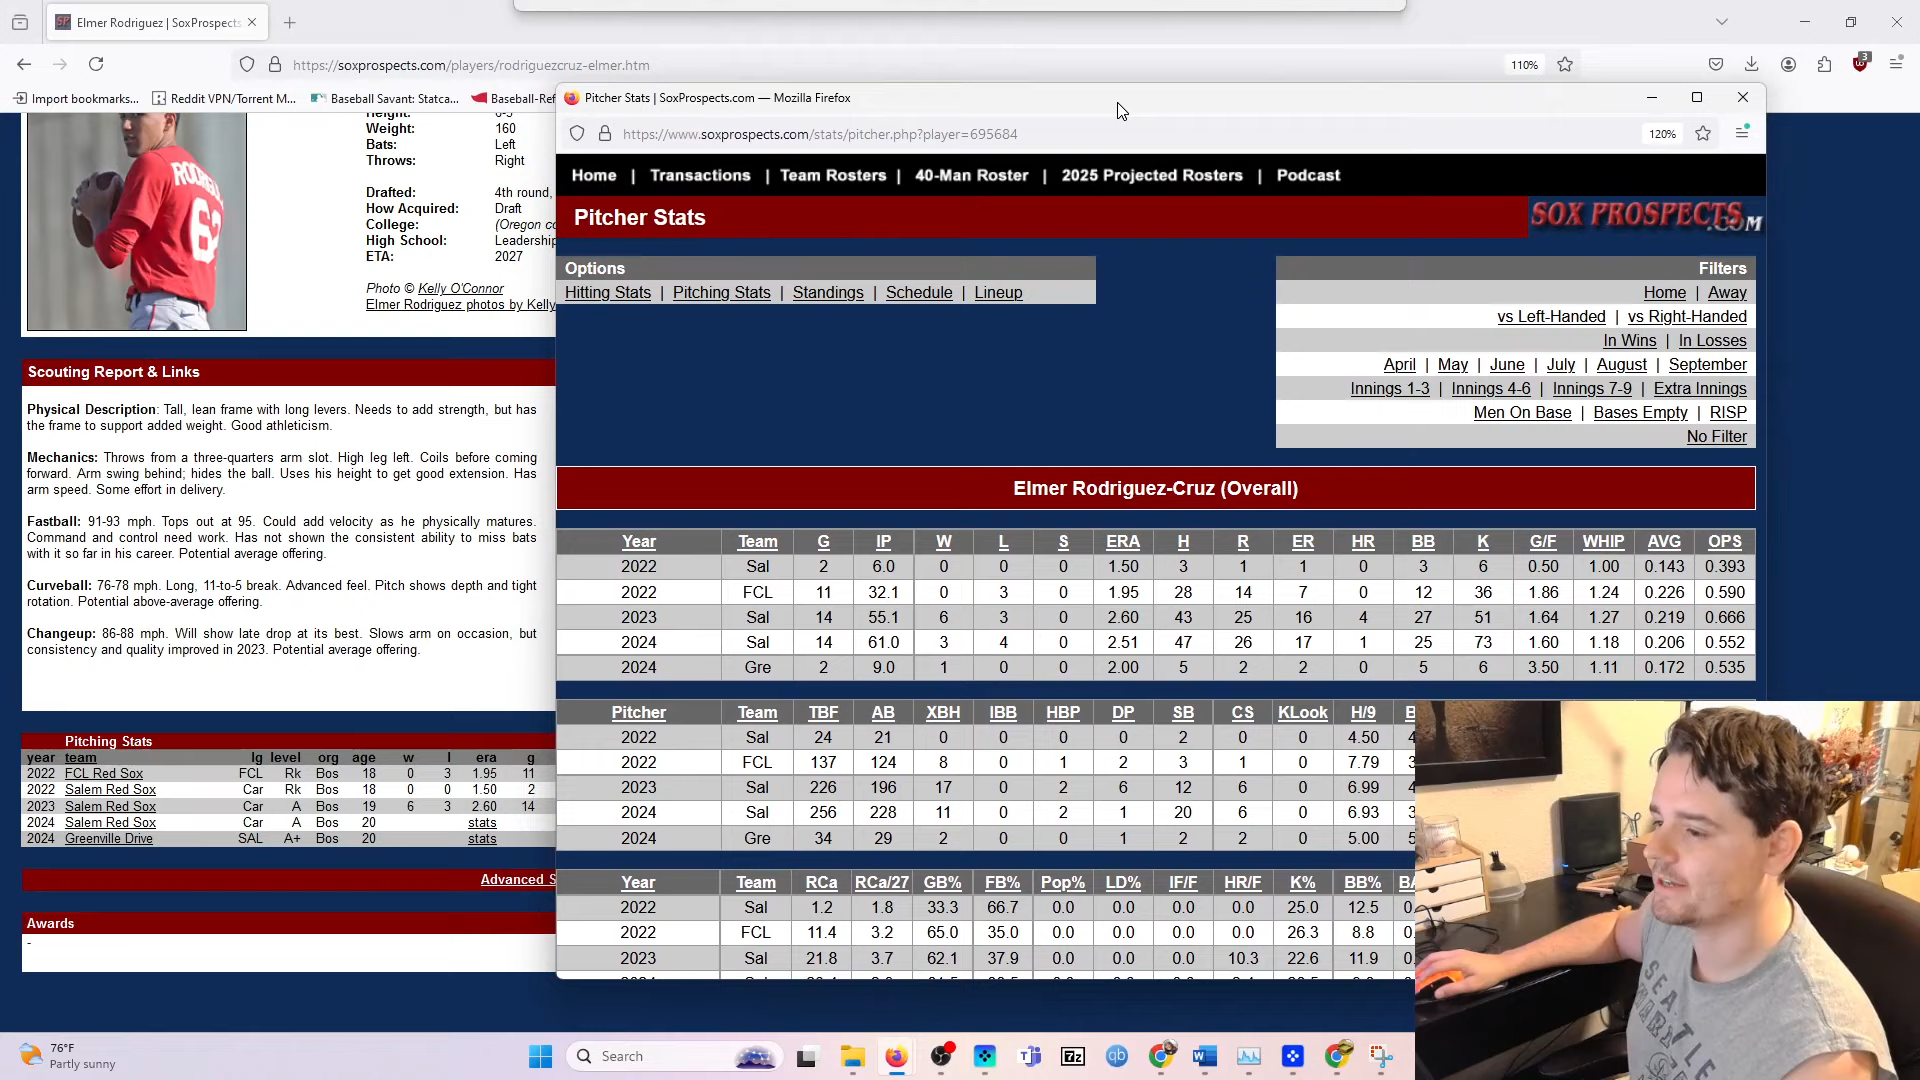 Elmer Rodriguez | SoxProspects
https://soxprospects.com/players/rodriguezcruz-elmer.htm
110%
3
Import bookmarks...
Reddit VPN/Torrent M...
Baseball Savant: Statca...
Baseball-Ref
Pitcher Stats | SoxProspects.com — Mozilla Firefox
https://www.soxprospects.com/stats/pitcher.php?player=695684
120%
Home | Transactions | Team Rosters | 40-Man Roster | 2025 Projected Rosters | Podcast
Pitcher Stats
SOX PROSPECTS.COM
Options
Hitting Stats | Pitching Stats | Standings | Schedule | Lineup
Filters
Home | Away
vs Left-Handed | vs Right-Handed
In Wins | In Losses
April | May | June | July | August | September
Innings 1-3 | Innings 4-6 | Innings 7-9 | Extra Innings
Men On Base | Bases Empty | RISP
No Filter
Elmer Rodriguez-Cruz (Overall)
Year Team G IP W L S ERA H R ER HR BB K G/F WHIP AVG OPS
2022 Sal 2 6.0 0 0 0 1.50 3 1 1 0 3 6 0.50 1.00 0.143 0.393
2022 FCL 11 32.1 0 3 0 1.95 28 14 7 0 12 36 1.86 1.24 0.226 0.590
2023 Sal 14 55.1 6 3 0 2.60 43 25 16 4 27 51 1.64 1.27 0.219 0.666
2024 Sal 14 61.0 3 4 0 2.51 47 26 17 1 25 73 1.60 1.18 0.206 0.552
2024 Gre 2 9.0 1 0 0 2.00 5 2 2 0 5 6 3.50 1.11 0.172 0.535
Pitcher Team TBF AB XBH IBB HBP DP SB CS KLook H/9 B
2022 Sal 24 21 0 0 0 0 2 0 0 4.50 4
2022 FCL 137 124 8 0 1 2 3 1 0 7.79 3
2023 Sal 226 196 17 0 2 6 12 6 0 6.99 4
2024 Sal 256 228 11 0 2 1 20 6 0 6.93 3
2024 Gre 34 29 2 0 0 1 2 2 0 5.00 5
Year Team RCa RCa/27 GB% FB% Pop% LD% IF/F HR/F K% BB% BA
2022 Sal 1.2 1.8 33.3 66.7 0.0 0.0 0.0 0.0 25.0 12.5 0.
2022 FCL 11.4 3.2 65.0 35.0 0.0 0.0 0.0 0.0 26.3 8.8 0.
2023 Sal 21.8 3.7 62.1 37.9 0.0 0.0 0.0 10.3 22.6 11.9 0.
RODRIGU
62
Weight: 160
Bats: Left
Throws: Right
Drafted: 4th round,
How Acquired: Draft
College: (Oregon co
High School: Leadership
ETA: 2027
Photo © Kelly O'Connor
Elmer Rodriguez photos by Kelly
Scouting Report & Links
Physical Description: Tall, lean frame with long levers. Needs to add strength, but has
the frame to support added weight. Good athleticism.
Mechanics: Throws from a three-quarters arm slot. High leg left. Coils before coming
forward. Arm swing behind; hides the ball. Uses his height to get good extension. Has
arm speed. Some effort in delivery.
Fastball: 91-93 mph. Tops out at 95. Could add velocity as he physically matures.
Command and control need work. Has not shown the consistent ability to miss bats
with it so far in his career. Potential average offering.
Curveball: 76-78 mph. Long, 11-to-5 break. Advanced feel. Pitch shows depth and tight
rotation. Potential above-average offering.
Changeup: 86-88 mph. Will show late drop at its best. Slows arm on occasion, but
consistency and quality improved in 2023. Potential average offering.
Pitching Stats
year team lg level org age w l era g
2022 FCL Red Sox FCL Rk Bos 18 0 3 1.95 11
2022 Salem Red Sox Car Rk Bos 18 0 0 1.50 2
2023 Salem Red Sox Car A Bos 19 6 3 2.60 14
2024 Salem Red Sox Car A Bos 20 stats
2024 Greenville Drive SAL A+ Bos 20 stats
Advanced S
Awards
-
SEATTLE
76°F
Partly sunny
Search
7z
qb